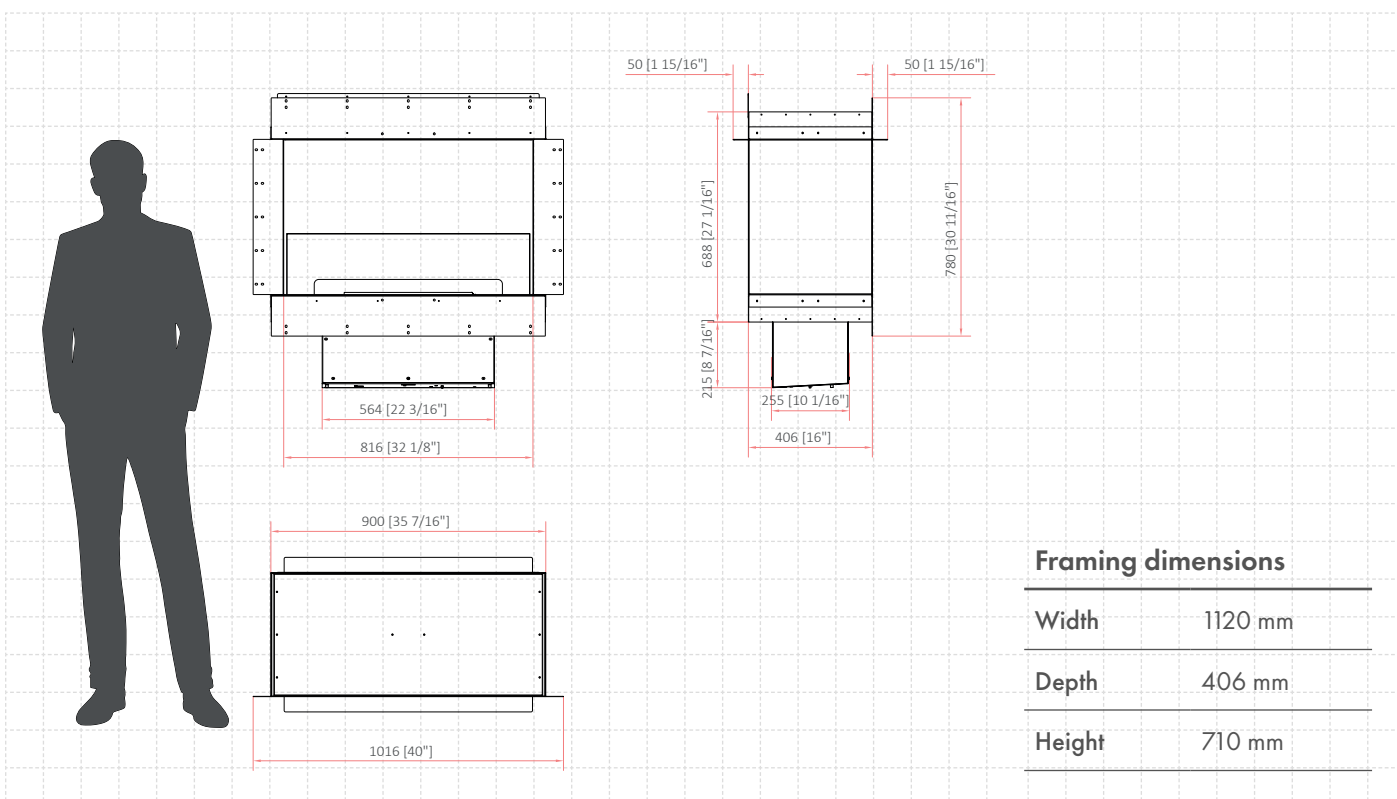 50 [1 15/16"]
50 [1 15/16"]
688 [27 1/16"]
780 [30 11/16"]
215 [8 7/16"]
255 [10 1/16"]
406 [16"]
564 [22 3/16"]
816 [32 1/8"]
900 [35 7/16"]
1016 [40"]
Framing dimensions
Width 1120 mm
Depth 406 mm
Height 710 mm